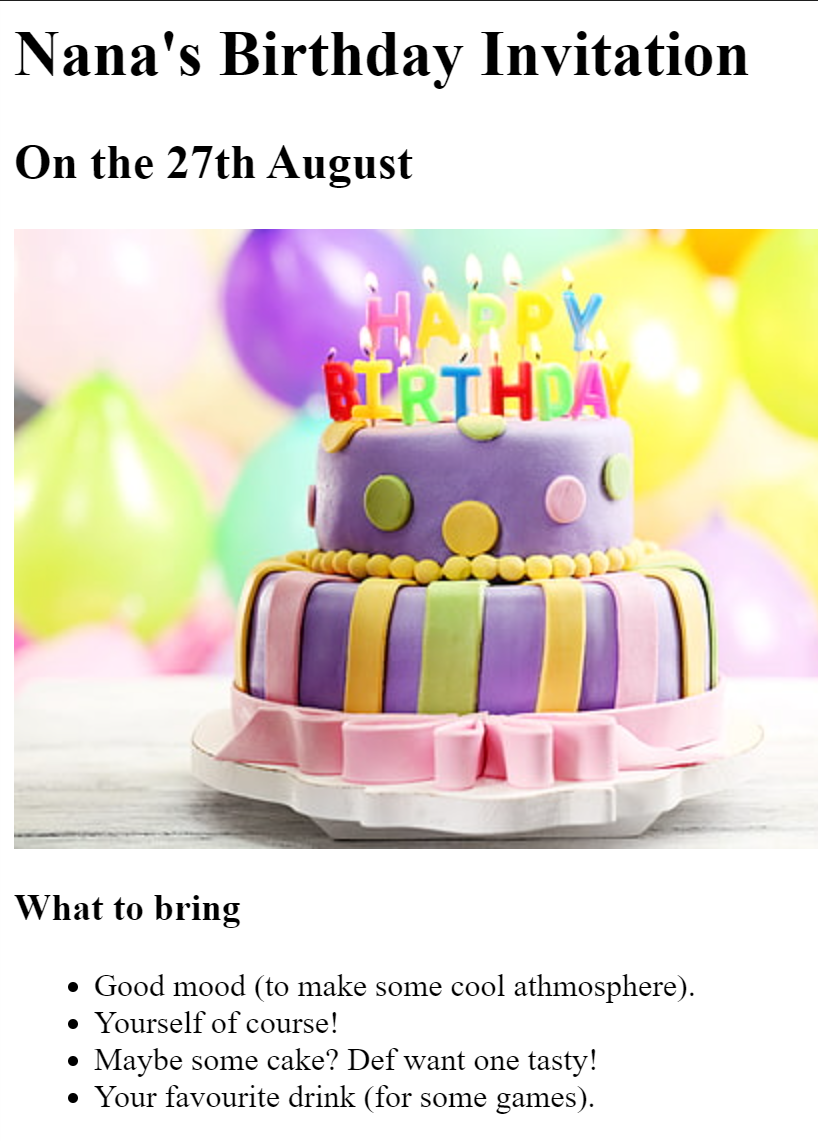 Nana's Birthday Invitation
On the 27th August
HAPPY
BIRTHDAY
What to bring
Good mood (to make some cool athmosphere).
Yourself of course!
Maybe some cake? Def want one tasty!
Your favourite drink (for some games).